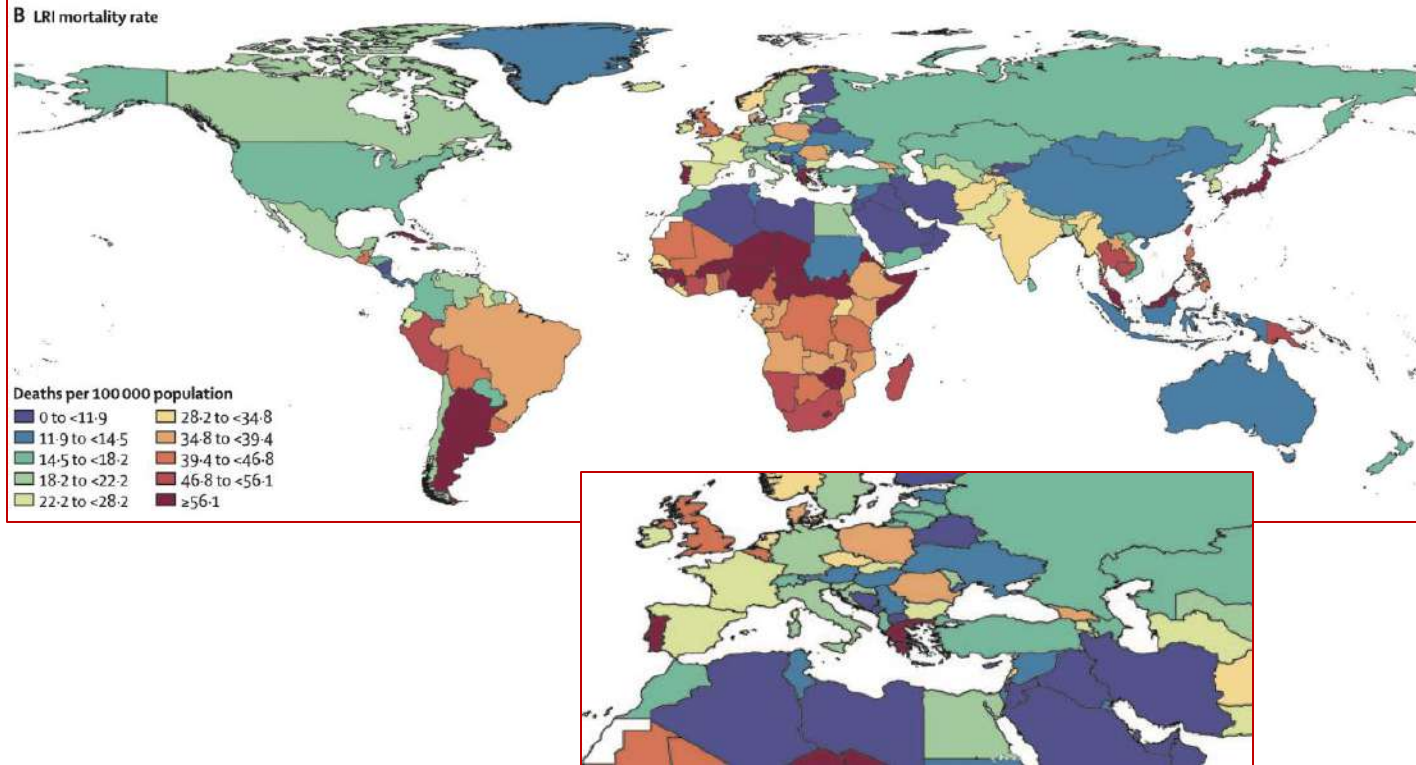 B LRI mortality rate
Deaths per 100 000 population
0 to <11·9
11·9 to <14·5
14·5 to <18·2
18·2 to <22·2
22·2 to <28·2
28·2 to <34·8
34·8 to <39·4
39·4 to <46·8
46·8 to <56·1
≥56·1